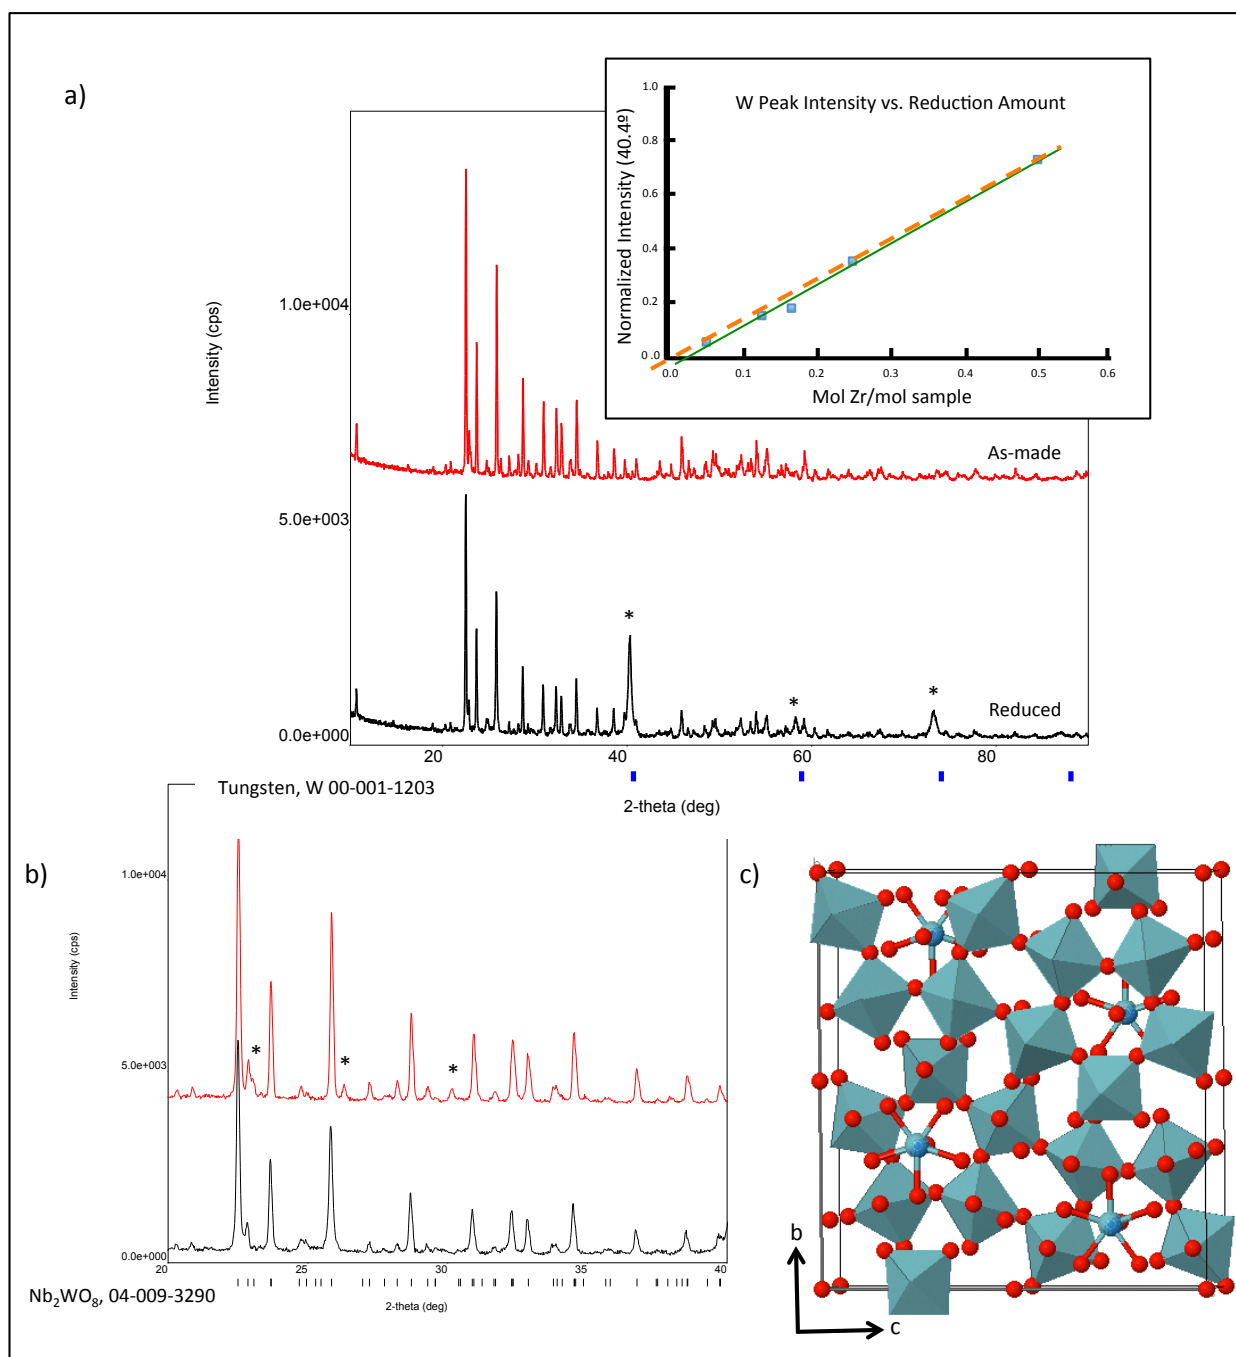 a)
W Peak Intensity vs. Reduction Amount
Normalized Intensity (40.4º)
1.0
0.8
0.6
0.4
0.2
0.0
0.0 0.1 0.2 0.3 0.4 0.5 0.6
Mol Zr/mol sample
Intensity (cps)
1.0e+004
5.0e+003
0.0e+000
As-made
*
*
*
Reduced
20 40 60 80
Tungsten, W 00-001-1203
2-theta (deg)
b)
Intensity (cps)
1.0e+004
5.0e+003
0.0e+000
* * *
20 25 30 35 40
Nb₂WO₈, 04-009-3290
2-theta (deg)
c)
b
c